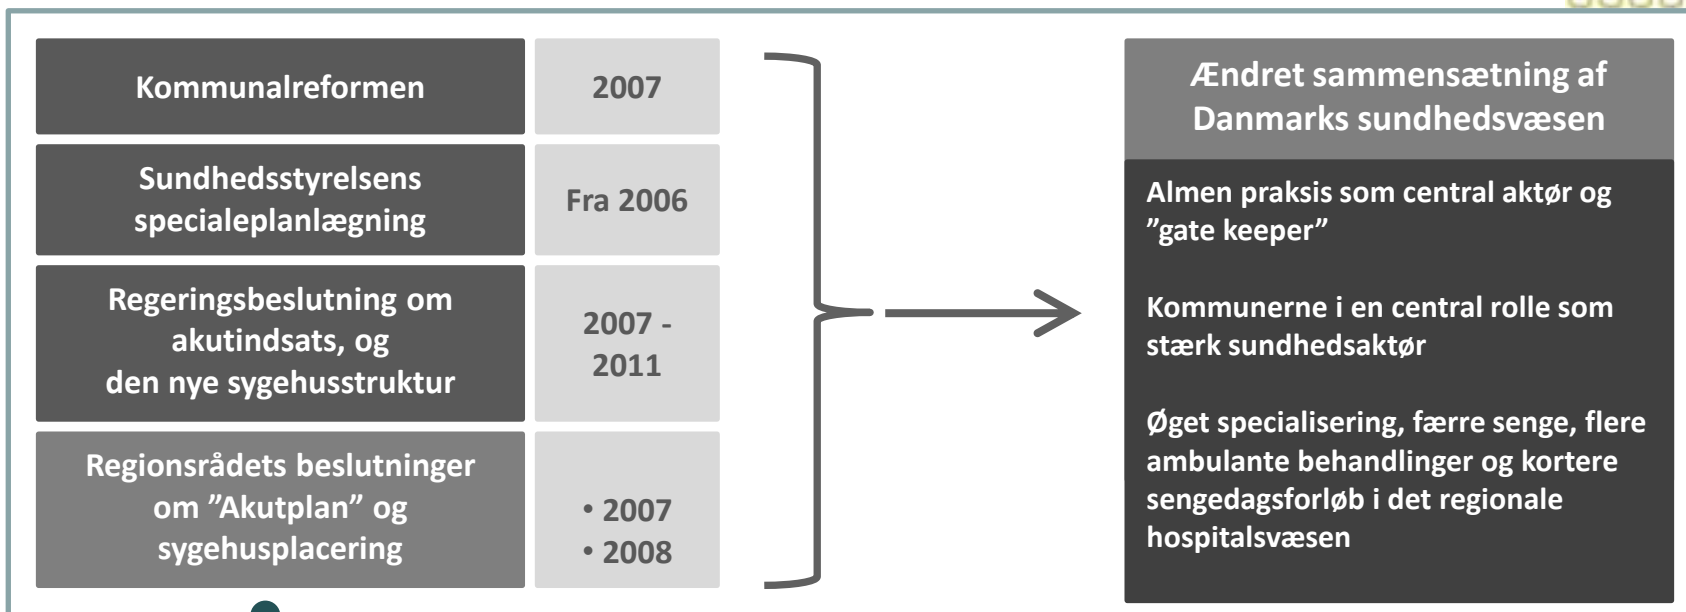 Kommunalreformen
2007
Sundhedsstyrelsens
specialeplanlægning
Fra 2006
Regeringsbeslutning om
akutindsats, og
den nye sygehusstruktur
2007 -
2011
Regionsrådets beslutninger
om ”Akutplan” og
sygehusplacering
• 2007
• 2008
Ændret sammensætning af
Danmarks sundhedsvæsen
Almen praksis som central aktør og
”gate keeper”
Kommunerne i en central rolle som
stærk sundhedsaktør
Øget specialisering, færre senge, flere
ambulante behandlinger og kortere
sengedagsforløb i det regionale
hospitalsvæsen